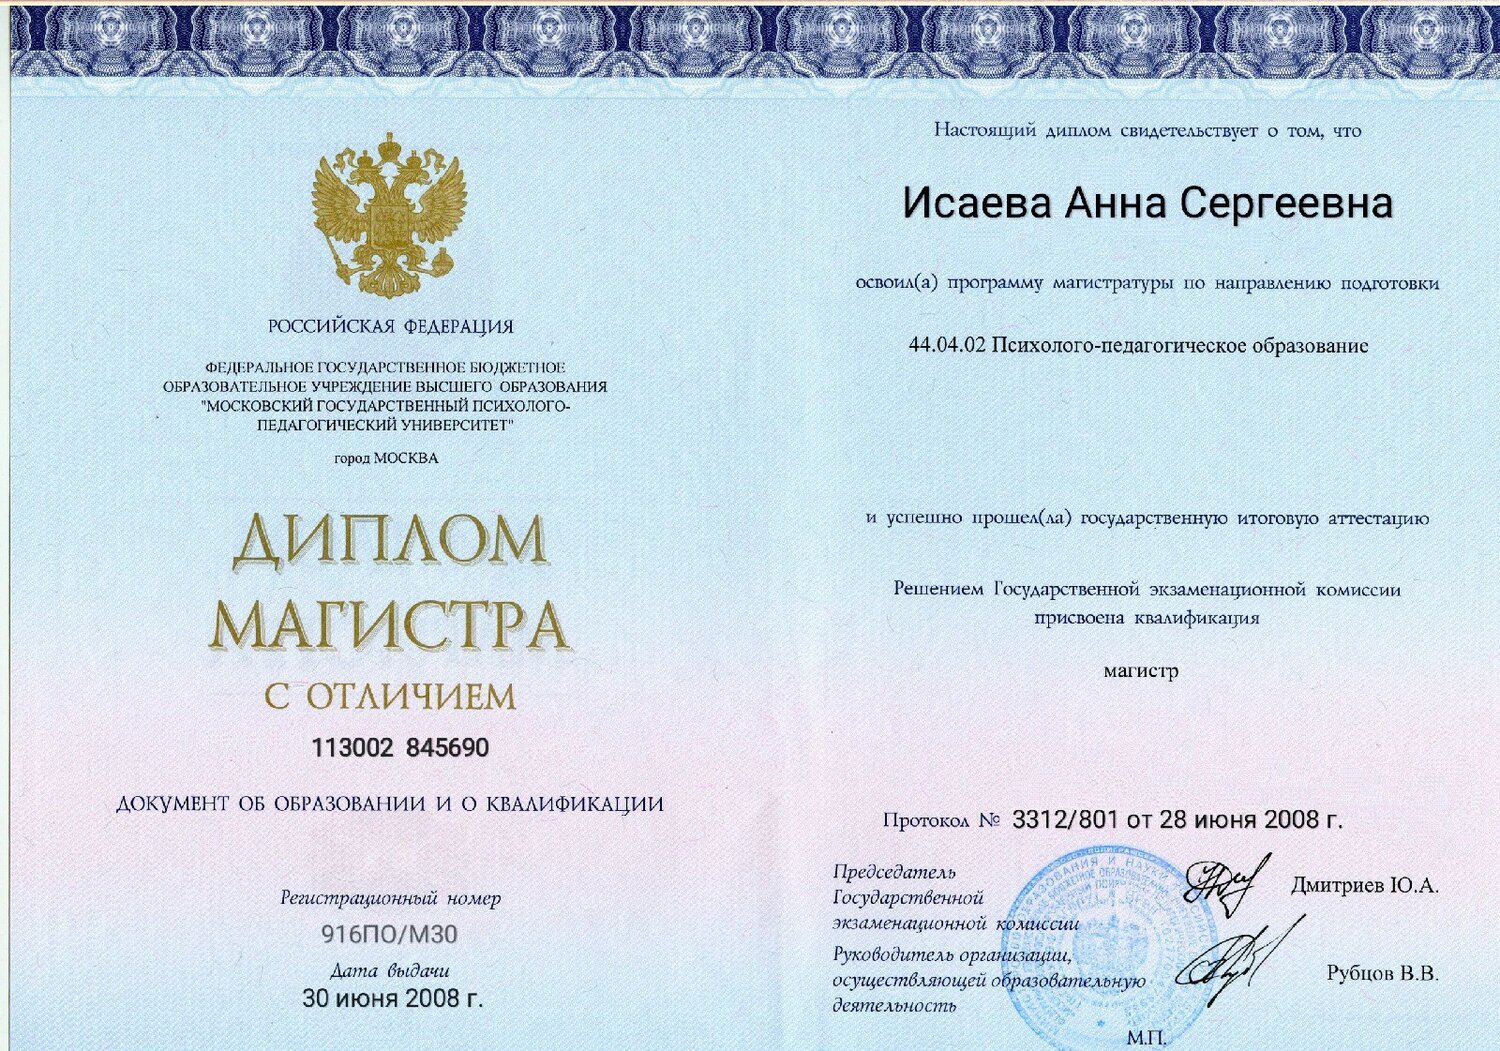 РОССИЙСКАЯ ФЕДЕРАЦИЯ
ФЕДЕРАЛЬНОЕ ГОСУДАРСТВЕННОЕ БЮДЖЕТНОЕ
ОБРАЗОВАТЕЛЬНОЕ УЧРЕЖДЕНИЕ ВЫСШЕГО ОБРАЗОВАНИЯ
"МОСКОВСКИЙ ГОСУДАРСТВЕННЫЙ ПСИХОЛОГО-
ПЕДАГОГИЧЕСКИЙ УНИВЕРСИТЕТ"
город МОСКВА
ДИПЛОМ
МАГИСТРА
С ОТЛИЧИЕМ
113002 845690
ДОКУМЕНТ ОБ ОБРАЗОВАНИИ И О КВАЛИФИКАЦИИ
Регистрационный номер
916ПО/М30
Дата выдачи
30 июня 2008 г.
Настоящий диплом свидетельствует о том, что
Исаева Анна Сергеевна
освоил(а) программу магистратуры по направлению подготовки
44.04.02 Психолого-педагогическое образование
и успешно прошел(ла) государственную итоговую аттестацию
Решением Государственной экзаменационной комиссии
присвоена квалификация
магистр
Протокол № 3312/801 от 28 июня 2008 г.
Председатель
Государственной
экзаменационной комиссии
Дмитриев Ю.А.
Руководитель организации,
осуществляющей образовательную
деятельность
Рубцов В.В.
М.П.